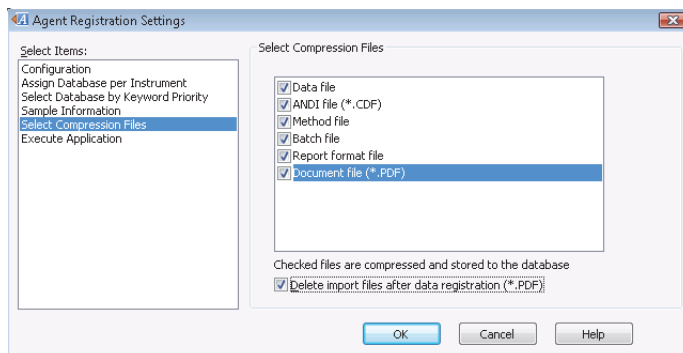 Agent Registration Settings
Select Items:
Configuration
Assign Database per Instrument
Select Database by Keyword Priority
Sample Information
Select Compression Files
Execute Application
Select Compression Files
Data file
ANDI file (*.CDF)
Method file
Batch file
Report format file
Document file (*.PDF)
Checked files are compressed and stored to the database
Delete import files after data registration (*.PDF)
OK
Cancel
Help